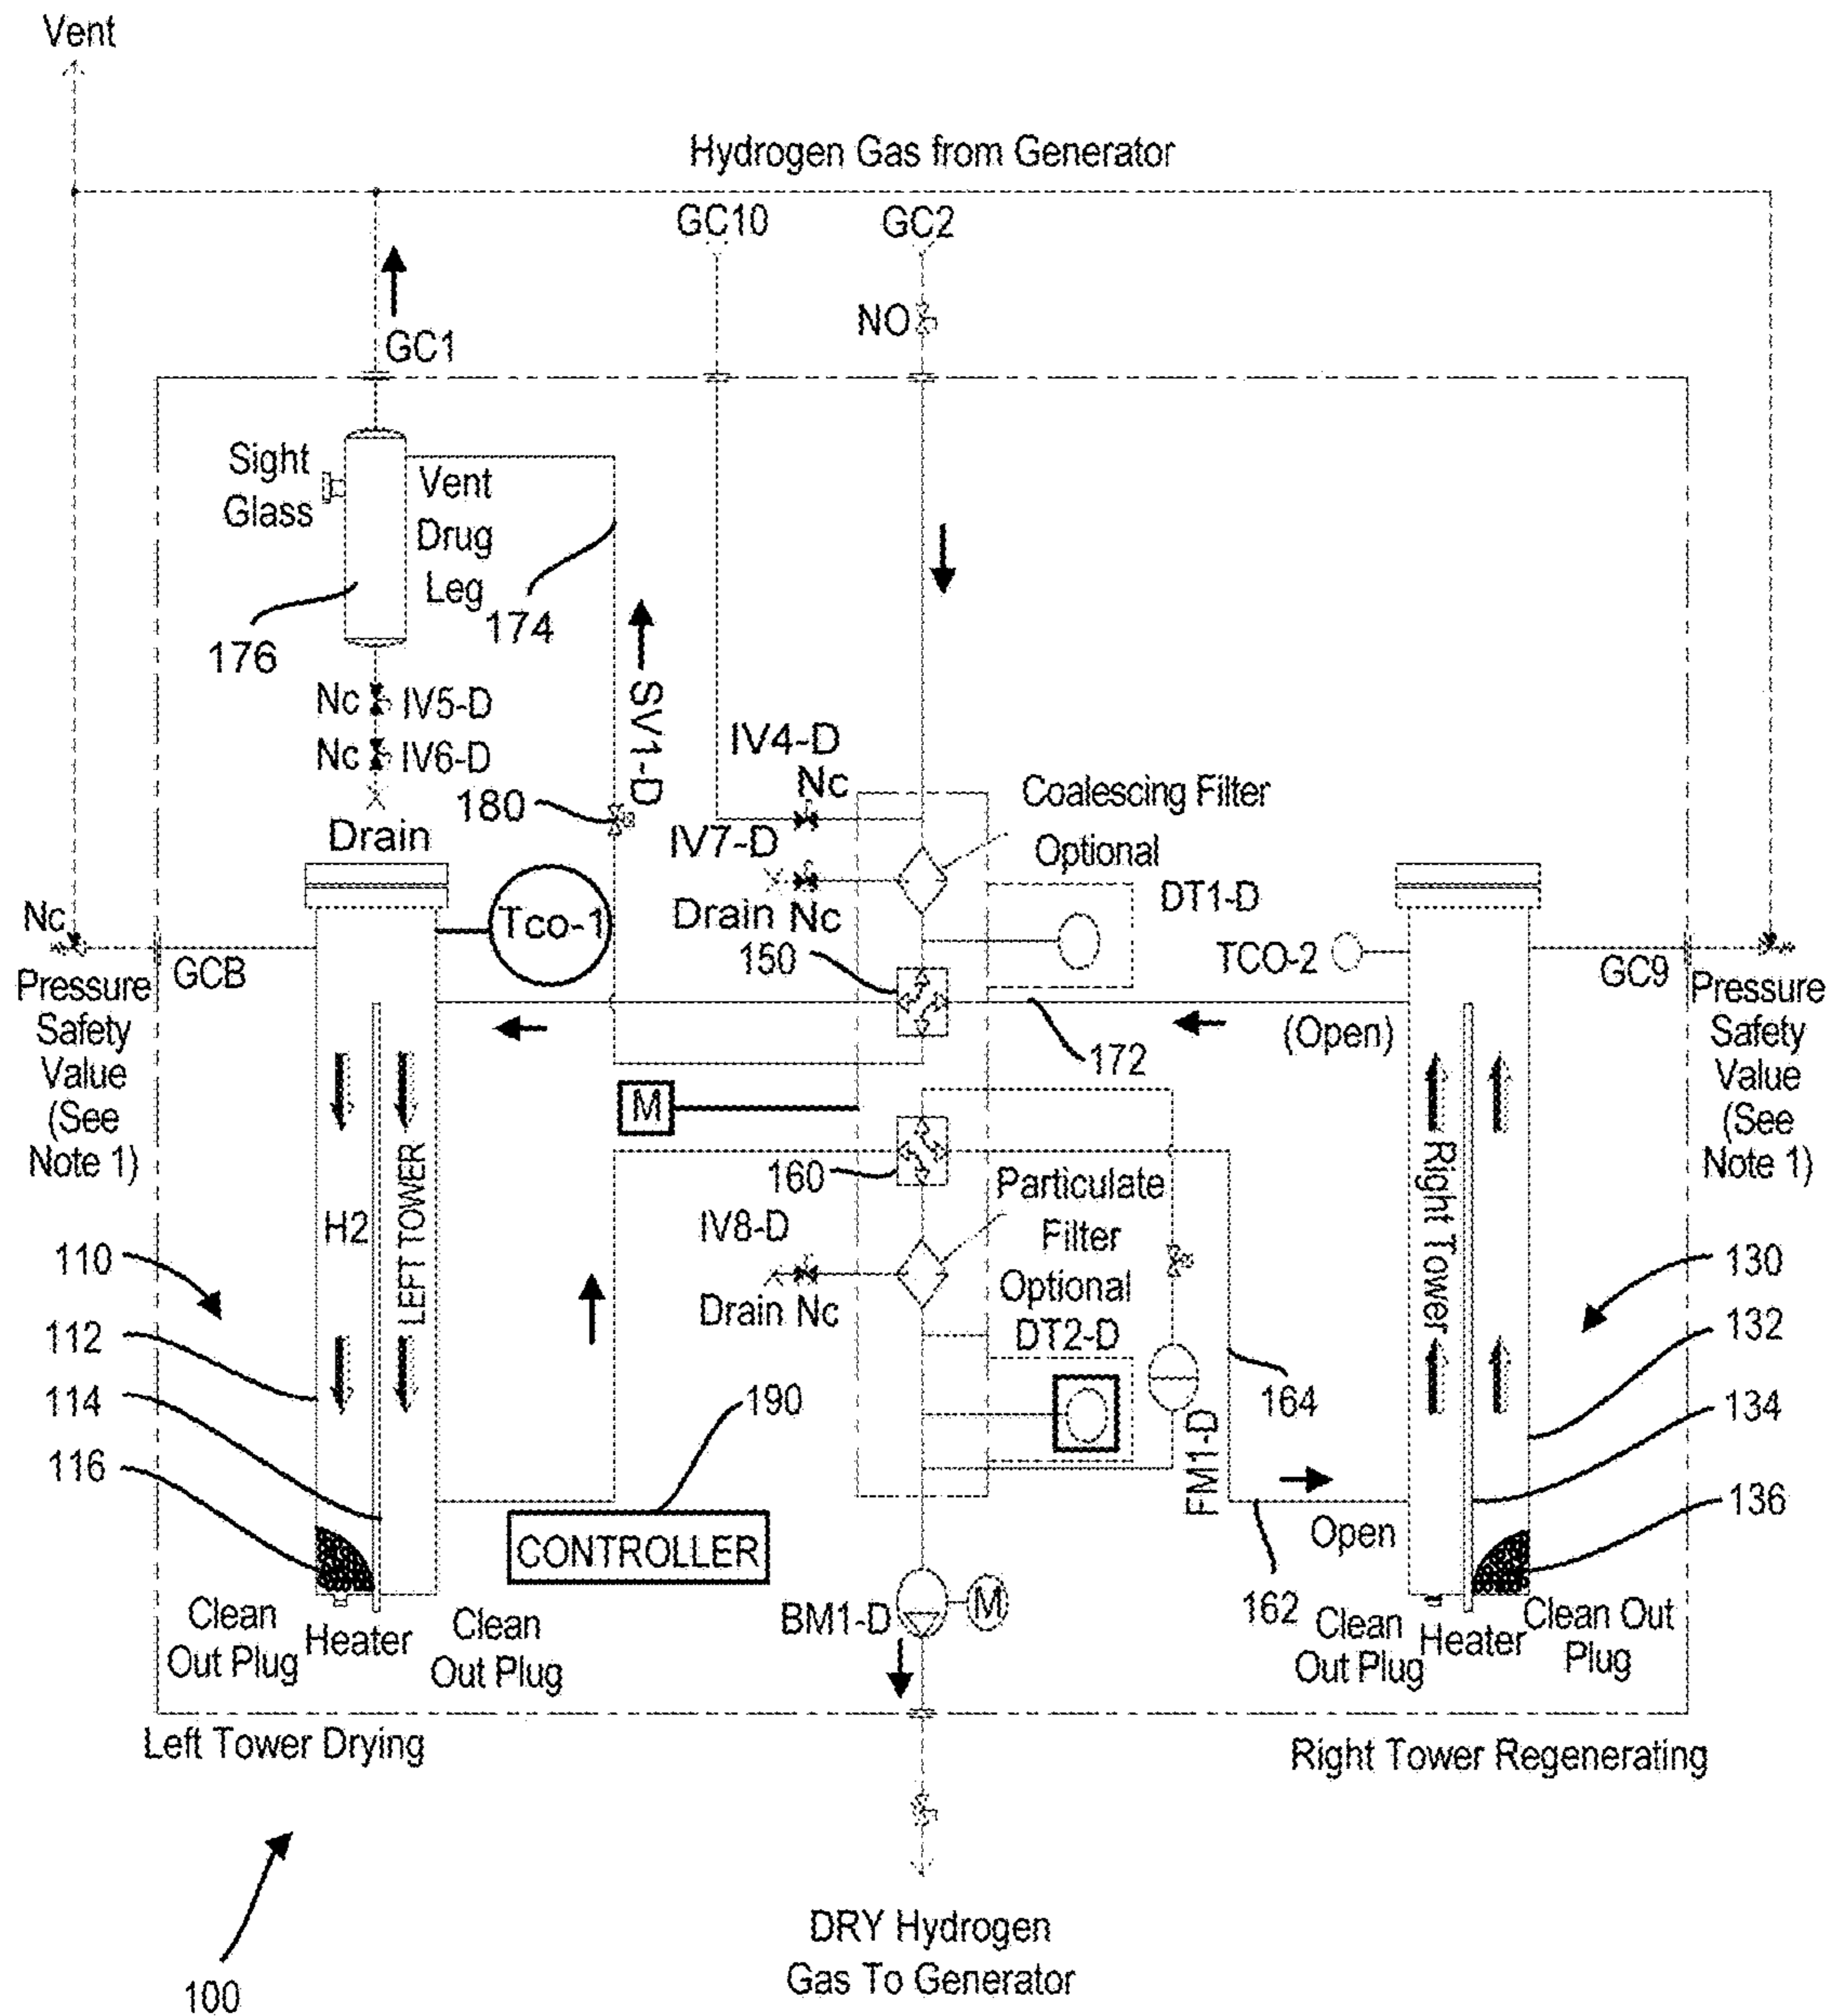 Vent
Hydrogen Gas from Generator
GC10
GC2
NO
GC1
Sight
Glass
Vent
Drug
Leg
174
176
Nc IV5-D
Nc IV6-D
Drain
SV1-D
180
IV4-D
Nc
IV7-D
Drain Nc
Coalescing Filter
Optional
DT1-D
Tco-1
TCO-2
150
Nc
GCB
Pressure
Safety
Value
(See
Note 1)
GC9
Pressure
Safety
Value
(See
Note 1)
(Open)
172
M
160
Particulate
Filter
Optional
DT2-D
IV8-D
Drain Nc
H2
LEFT TOWER
Right Tower
110
112
114
116
130
132
134
136
190
CONTROLLER
164
FM1-D
Open
162
BM1-D
M
Clean
Out Plug
Heater
Clean
Out Plug
Clean
Out Plug
Heater
Clean Out
Plug
Left Tower Drying
Right Tower Regenerating
100
DRY Hydrogen
Gas To Generator